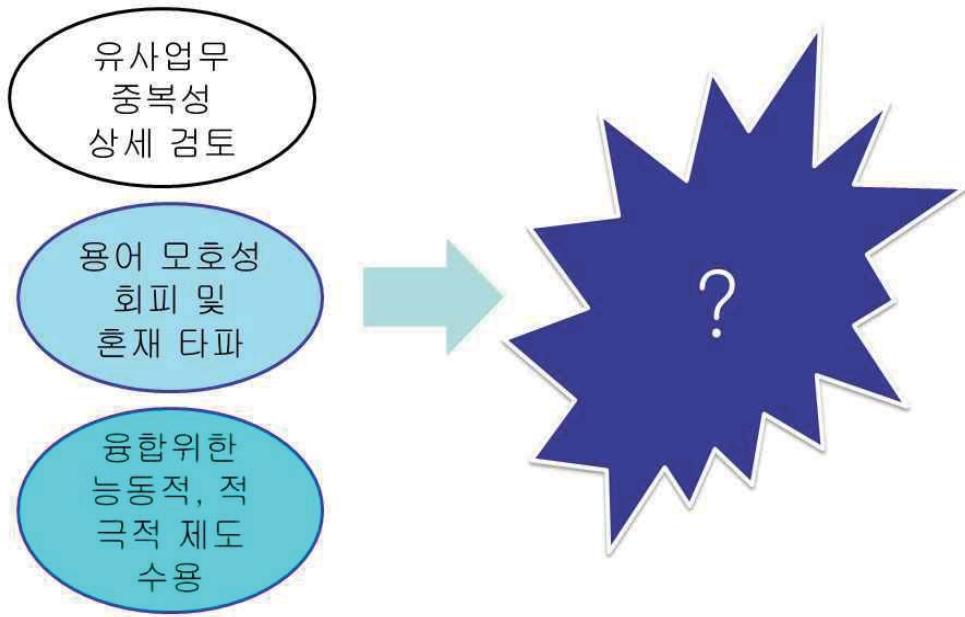 유사업무
중복성
상세 검토
용어 모호성
회피 및
혼재 타파
융합위한
능동적, 적
극적 제도
수용
?